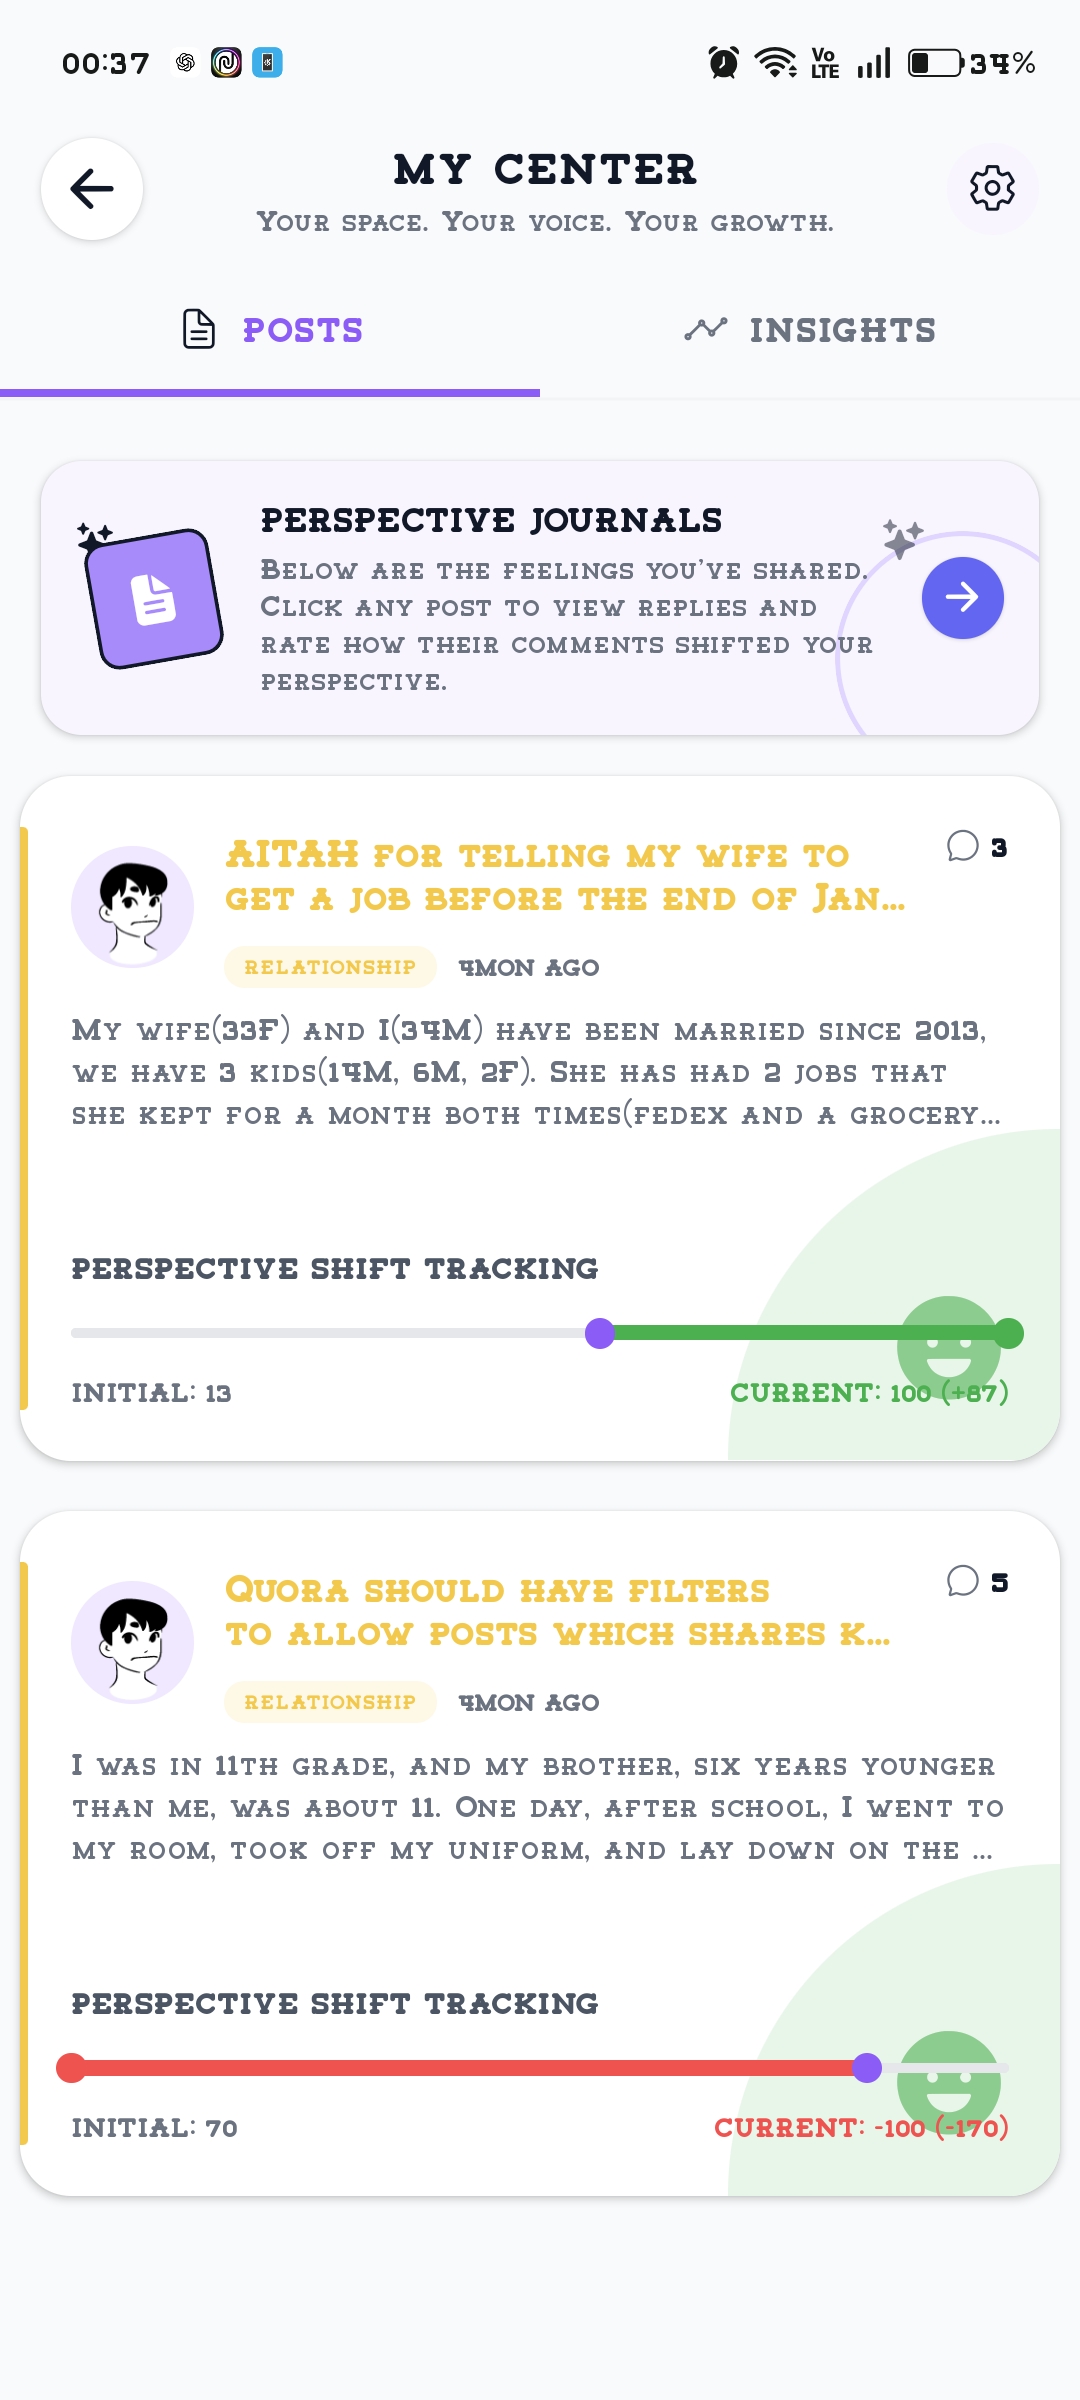 00:37
Vo LTE 34%
MY CENTER
Your space. Your voice. Your growth.
POSTS
INSIGHTS
PERSPECTIVE JOURNALS
Below are the feelings you've shared.
Click any post to view replies and
rate how their comments shifted your
perspective.
AITAH for telling my wife to
get a job before the end of Jan...
3
RELATIONSHIP
4mon ago
My wife(33F) and I(34M) have been married since 2013,
we have 3 kids(14M, 6M, 2F). She has had 2 jobs that
she kept for a month both times(fedex and a grocery...
PERSPECTIVE SHIFT TRACKING
INITIAL: 13
CURRENT: 100 (+87)
Quora should have filters
to allow posts which shares k...
5
RELATIONSHIP
4mon ago
I was in 11th grade, and my brother, six years younger
than me, was about 11. One day, after school, I went to
my room, took off my uniform, and lay down on the ...
PERSPECTIVE SHIFT TRACKING
INITIAL: 70
CURRENT: -100 (-170)